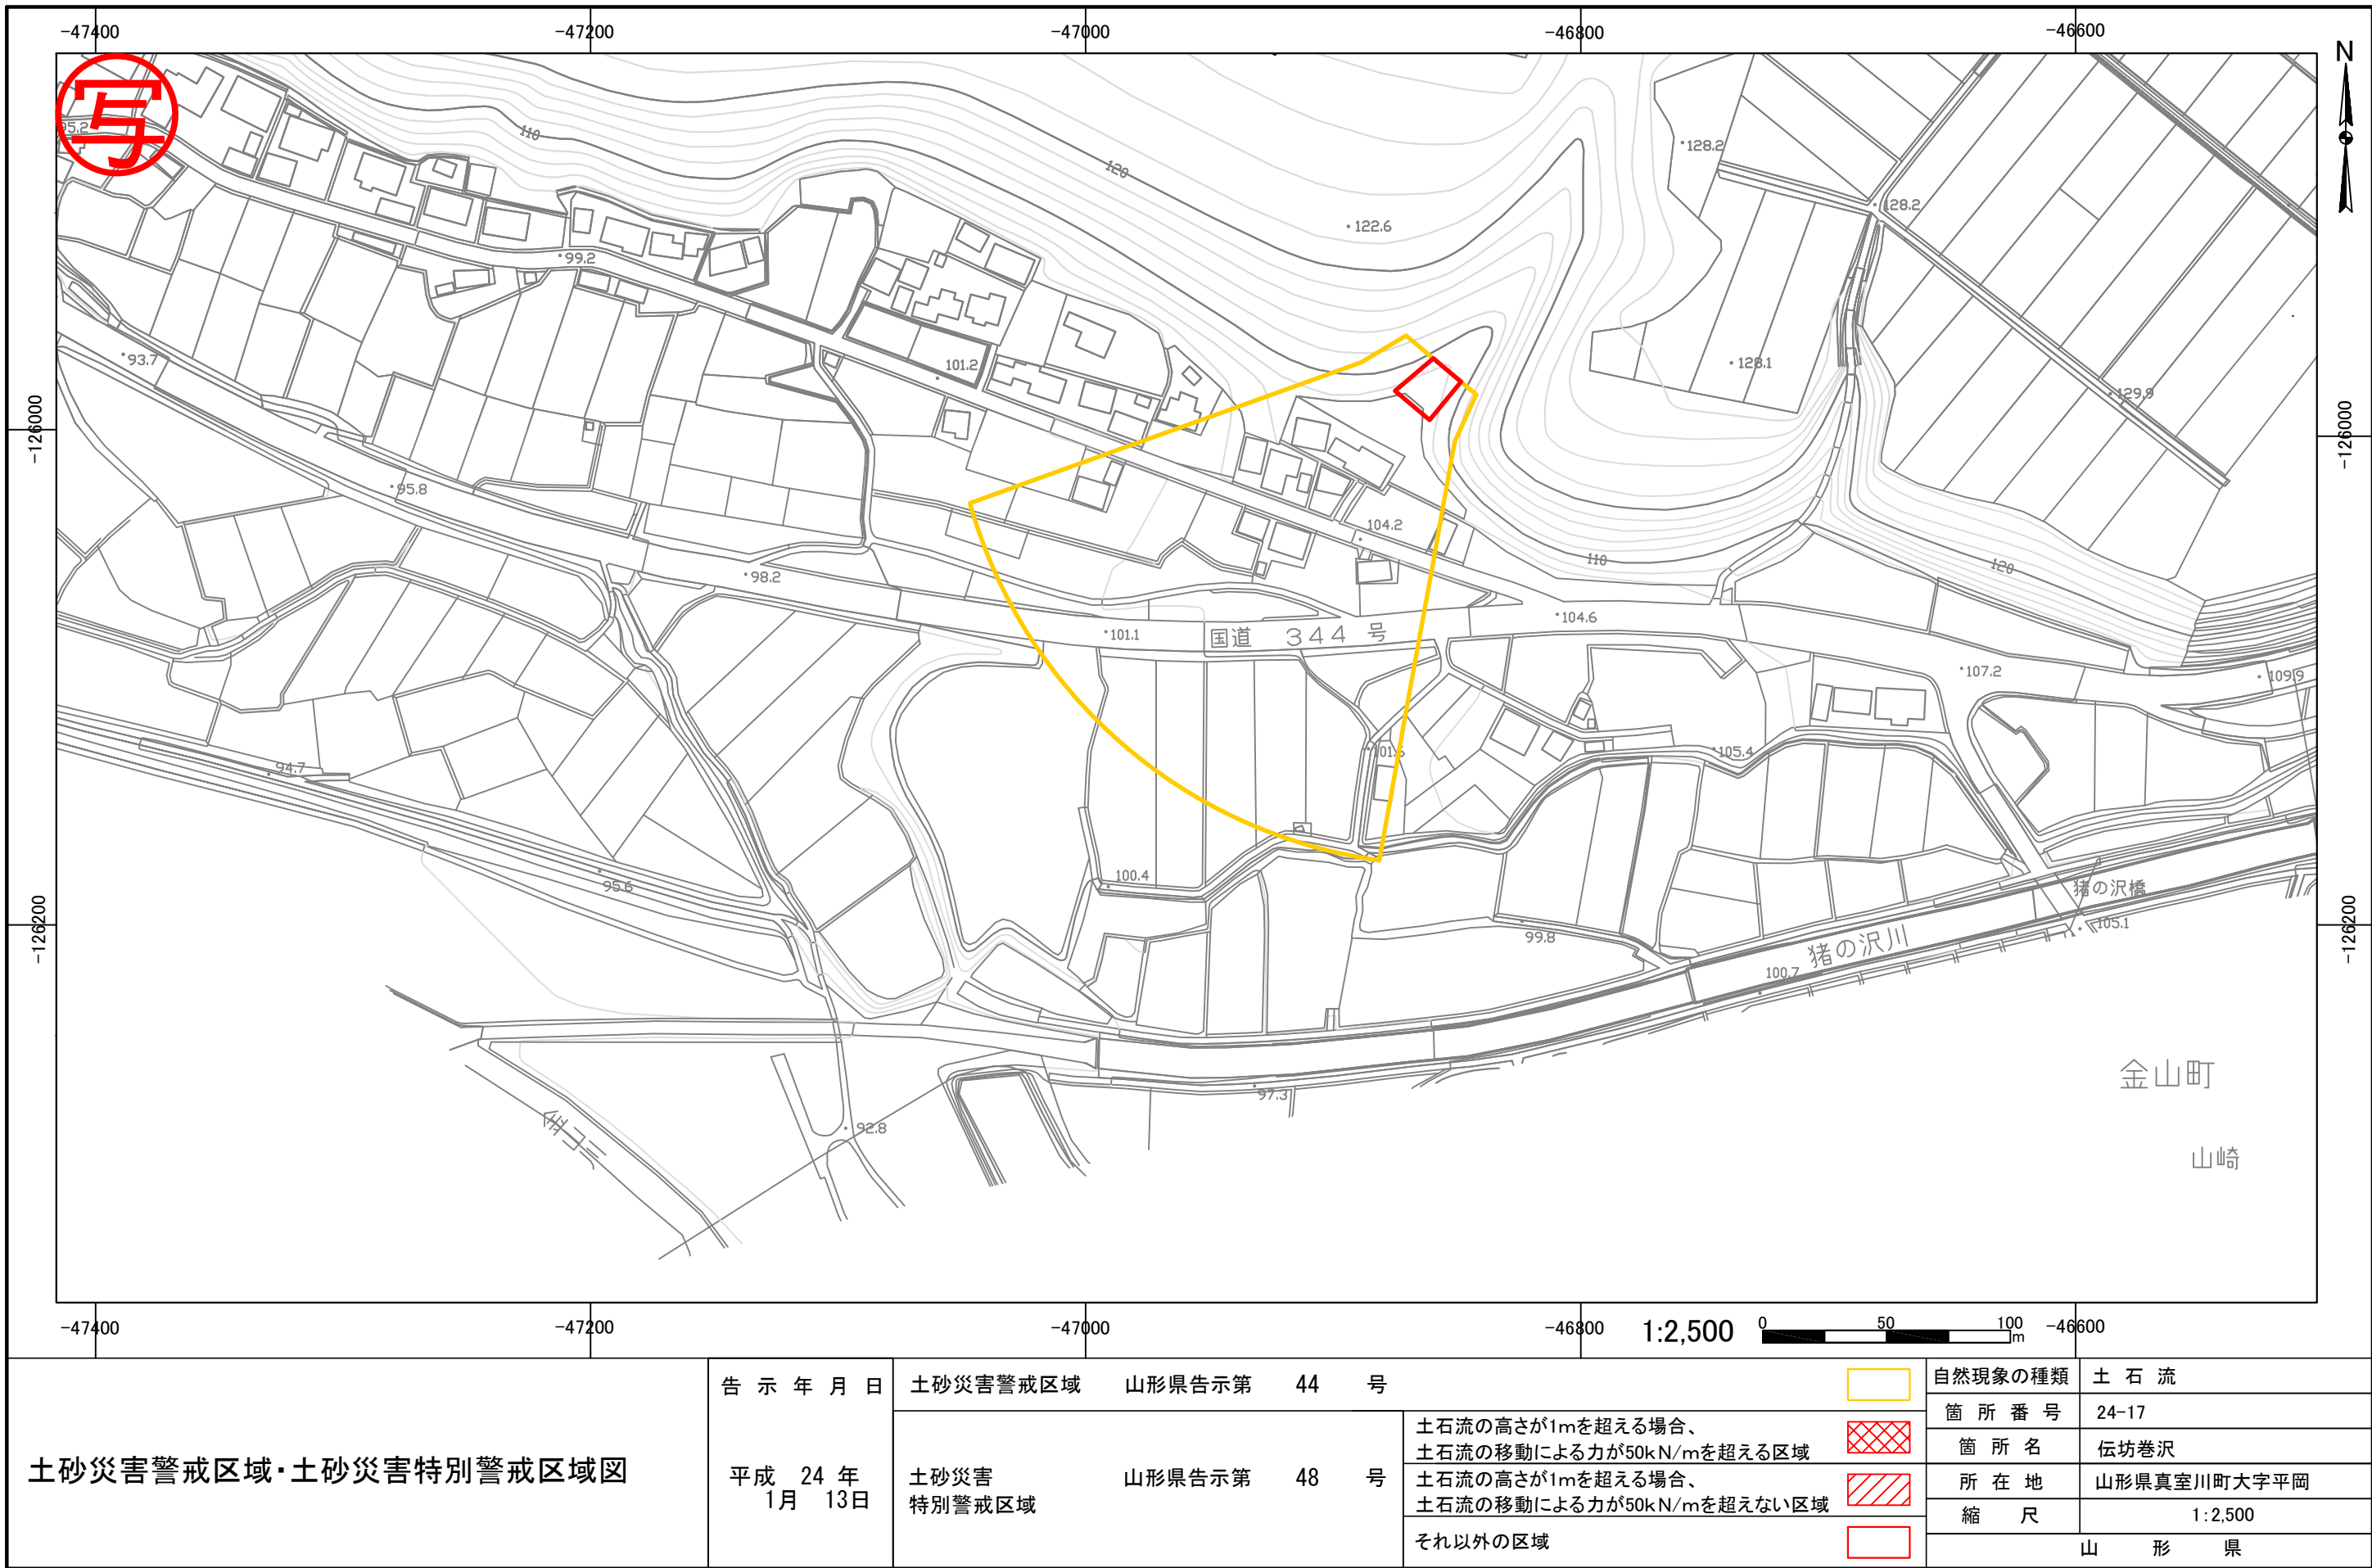 -47400 -47200 -47000 -46800 -46600
N
写
95.2
110
120
128.2
128.2
122.6
99.2
93.7
101.2
128.1
129.9
-126000
-126000
95.8
104.2
110
120
98.2
101.1
国道 344 号
104.6
107.2
109.9
94.7
105.4
95.6
100.4
猪の沢橋
105.1
-126200
-126200
99.8
猪の沢川
100.7
97.3
92.8
金山町
山崎
-47400 -47200 -47000 -46800 -46600
1:2,500
0 50 100
m
土砂災害警戒区域・土砂災害特別警戒区域図
告示年月日
平成 24 年
1月 13日
土砂災害警戒区域 山形県告示第 44 号
土砂災害
特別警戒区域
山形県告示第 48 号
土石流の高さが1mを超える場合、
土石流の移動による力が50kN/mを超える区域
土石流の高さが1mを超える場合、
土石流の移動による力が50kN/mを超えない区域
それ以外の区域
自然現象の種類 土石流
箇所番号 24-17
箇所名 伝坊巻沢
所在地 山形県真室川町大字平岡
縮尺 1:2,500
山形県